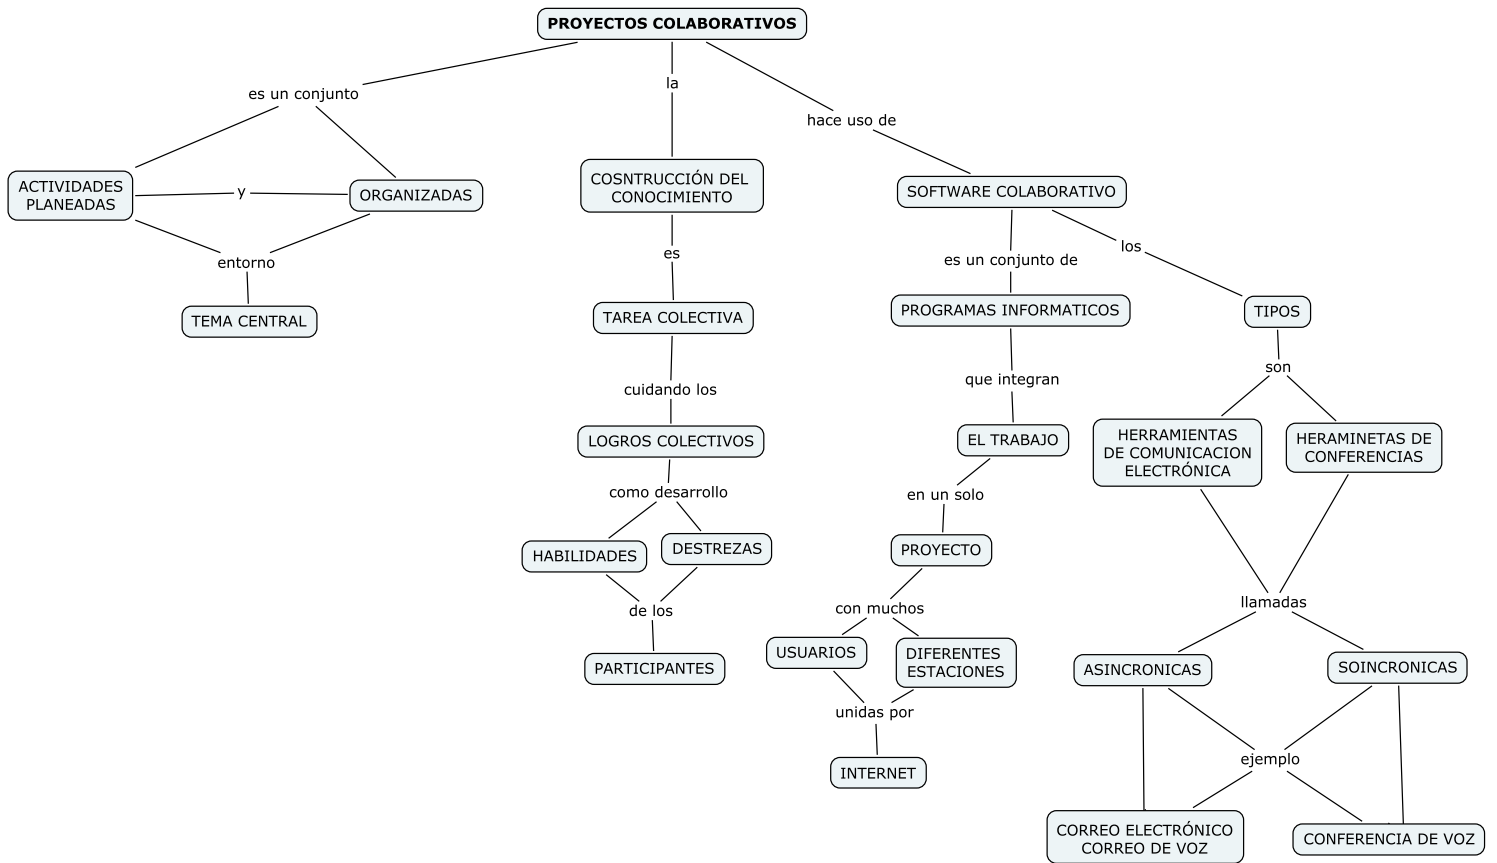 PROYECTOS COLABORATIVOS
es un conjunto
la
hace uso de
ACTIVIDADES
PLANEADAS
y
ORGANIZADAS
entorno
TEMA CENTRAL
COSNTRUCCIÓN DEL
CONOCIMIENTO
es
TAREA COLECTIVA
cuidando los
LOGROS COLECTIVOS
como desarrollo
HABILIDADES
DESTREZAS
de los
PARTICIPANTES
SOFTWARE COLABORATIVO
es un conjunto de
PROGRAMAS INFORMATICOS
que integran
EL TRABAJO
en un solo
PROYECTO
con muchos
USUARIOS
DIFERENTES
ESTACIONES
unidas por
INTERNET
los
TIPOS
son
HERRAMIENTAS
DE COMUNICACION
ELECTRÓNICA
HERAMINETAS DE
CONFERENCIAS
llamadas
ASINCRONICAS
SOINCRONICAS
ejemplo
CORREO ELECTRÓNICO
CORREO DE VOZ
CONFERENCIA DE VOZ